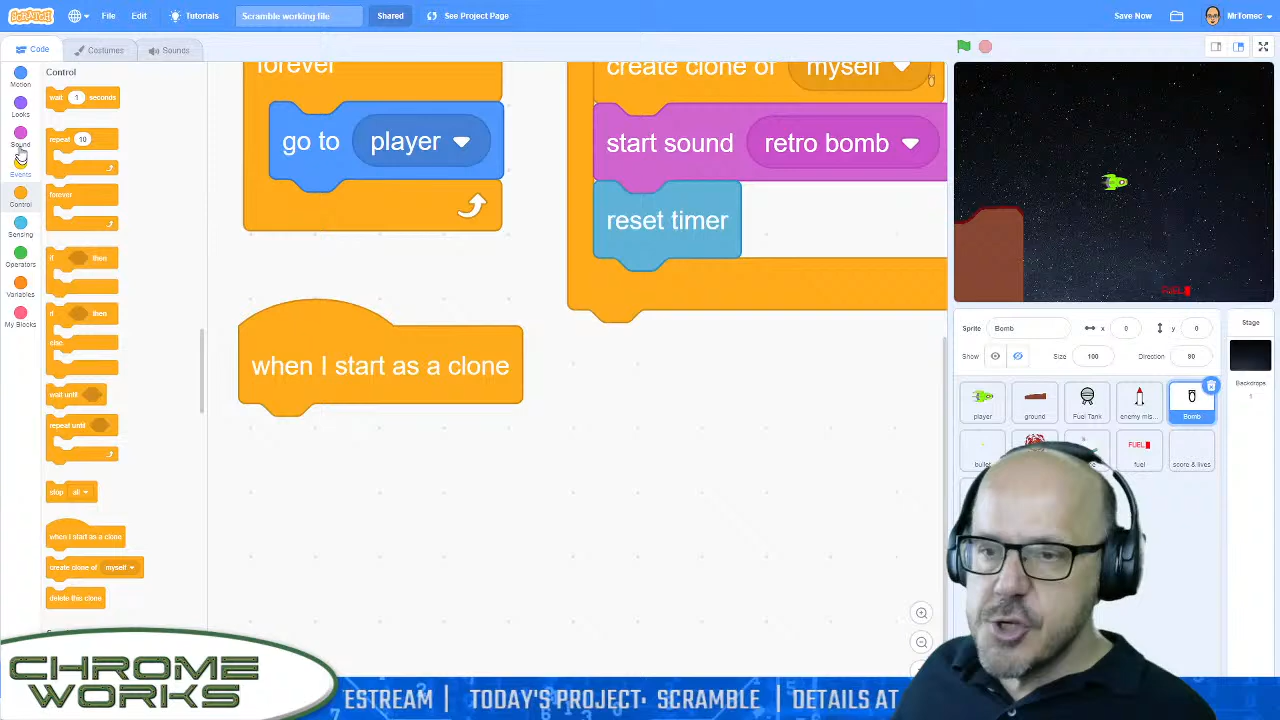 SCRATCH
File
Edit
Tutorials
Scramble working file
Shared
See Project Page
Save Now
MrTomec
Code
Costumes
Sounds
Motion
Looks
Sound
Events
Control
Sensing
Operators
Variables
My Blocks
Control
wait 1 seconds
repeat 10
forever
if then
if then
else
wait until
repeat until
stop all
when I start as a clone
create clone of myself
delete this clone
forever
go to player
when I start as a clone
create clone of myself
start sound retro bomb
reset timer
FUEL
Sprite Bomb x 0 y 0
Show Size 100 Direction 90
Stage
Backdrops
1
player
ground
Fuel Tank
enemy mis...
Bomb
bullet
FUEL
fuel
score & lives
CHROME
WORKS
ESTREAM | TODAY'S PROJECT: SCRAMBLE | DETAILS AT